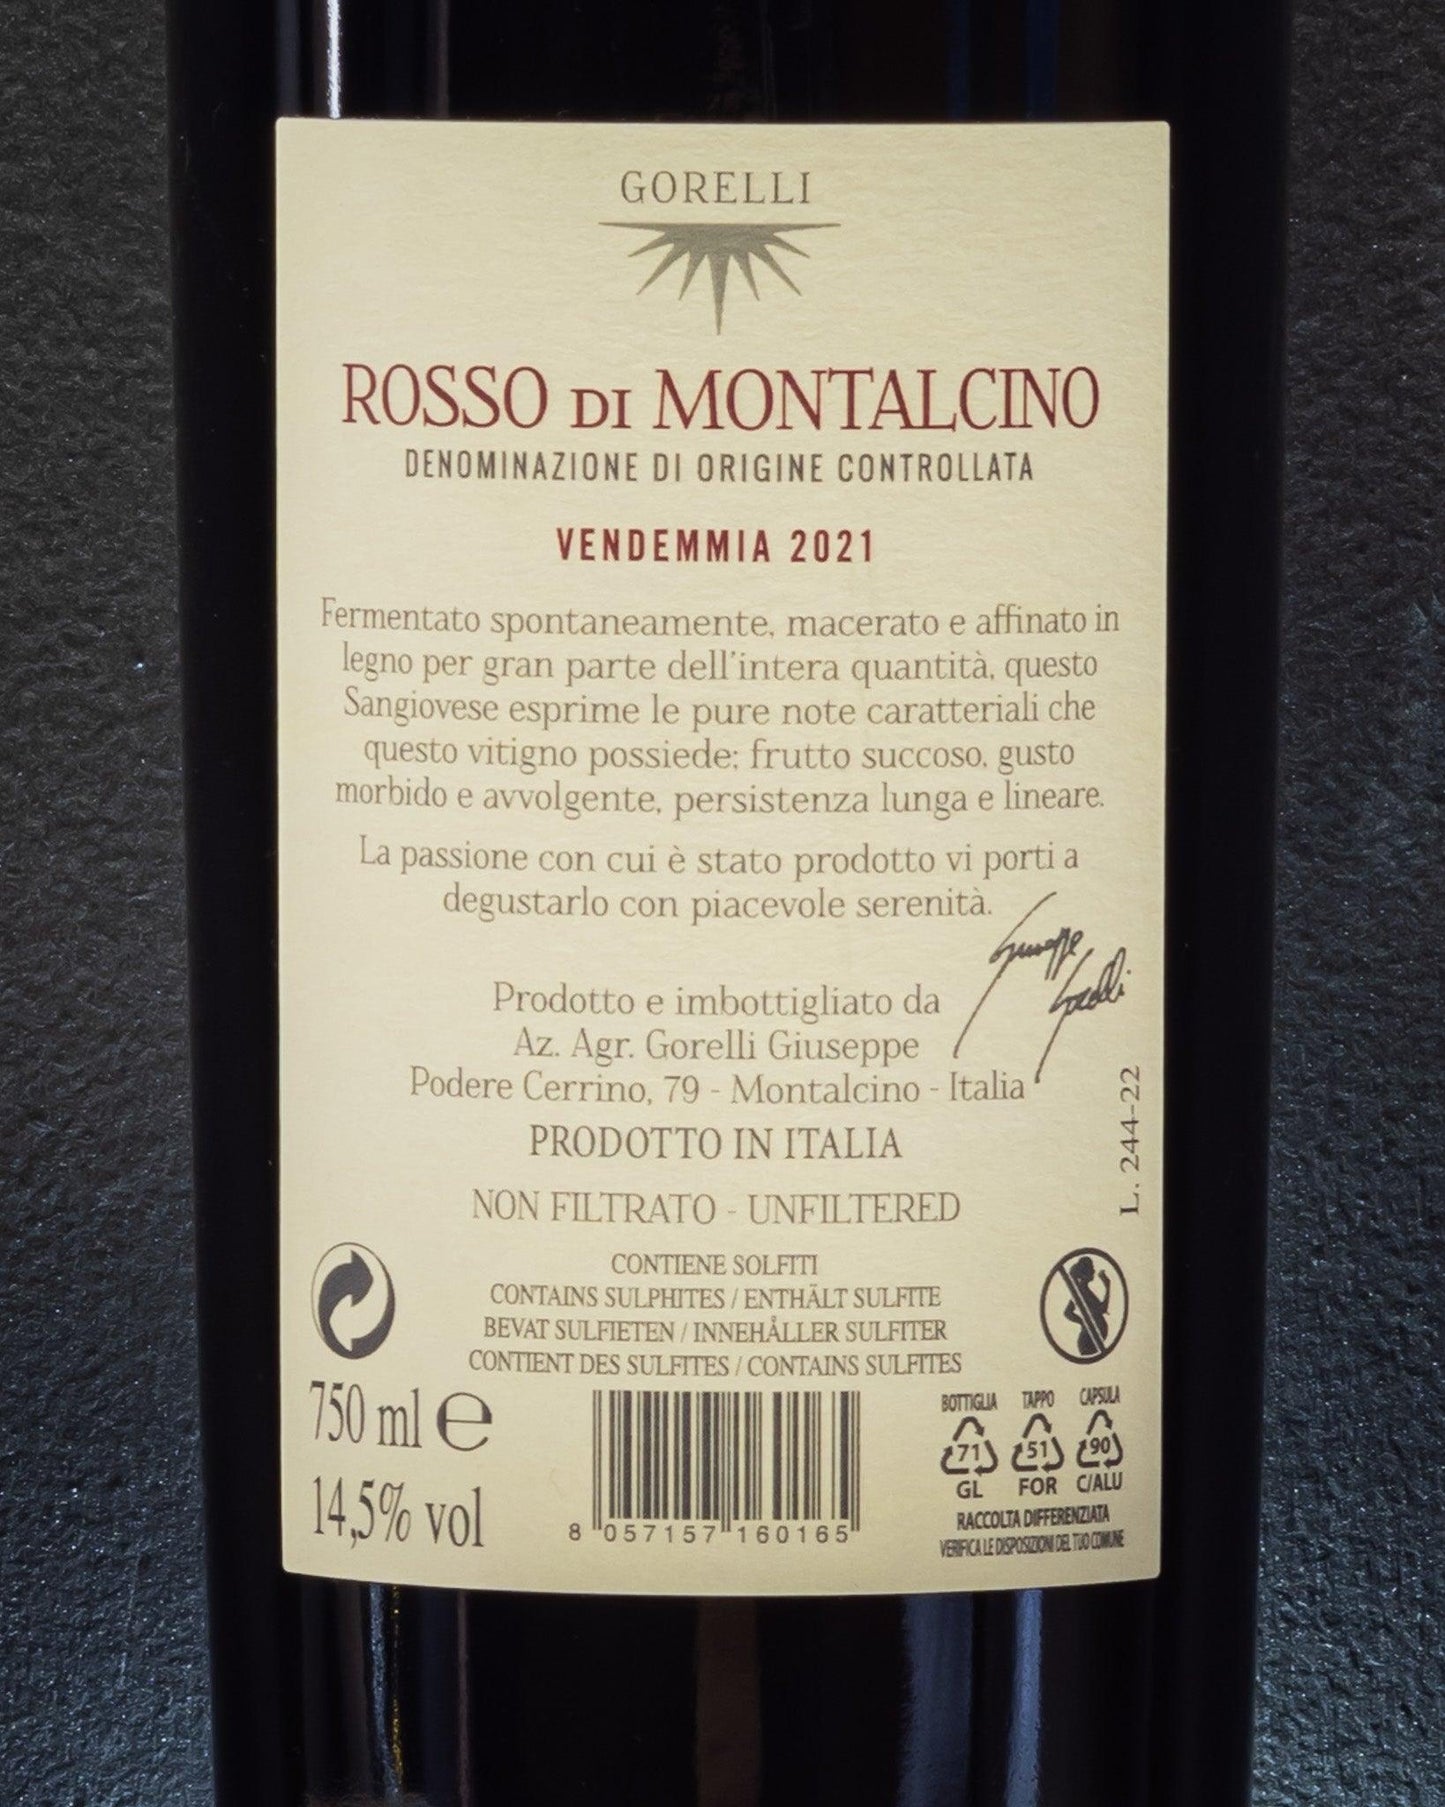 GORELLI
ROSSO DI MONTALCINO
DENOMINAZIONE DI ORIGINE CONTROLLATA
VENDEMMIA 2021
Fermentato spontaneamente, macerato e affinato in
legno per gran parte dell'intera quantità, questo
Sangiovese esprime le pure note caratteriali che
questo vitigno possiede: frutto succoso, gusto
morbido e avvolgente, persistenza lunga e lineare.
La passione con cui è stato prodotto vi porti a
degustarlo con piacevole serenità.
Giuseppe
Gorelli
Prodotto e imbottigliato da
Az. Agr. Gorelli Giuseppe
Podere Cerrino, 79 - Montalcino - Italia
PRODOTTO IN ITALIA
L. 244-22
NON FILTRATO - UNFILTERED
CONTIENE SOLFITI
CONTAINS SULPHITES / ENTHÄLT SULFITE
BEVAT SULFIETEN / INNEHÅLLER SULFITER
CONTIENT DES SULFITES / CONTAINS SULFITES
750 ml e
14,5% vol
8 057157 160165
BOTTIGLIA TAPPO CAPSULA
71 51 90
GL FOR C/ALU
RACCOLTA DIFFERENZIATA
VERIFICA LE DISPOSIZIONI DEL TUO COMUNE